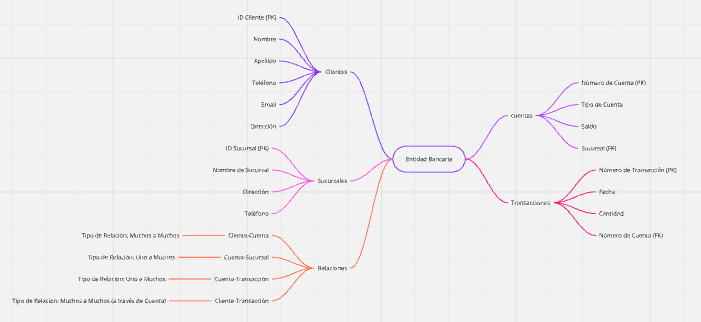 ID Cliente (PK)
Nombre
Apellido
Teléfono
Email
Dirección
Clientes
ID Sucursal (PK)
Nombre de Sucursal
Dirección
Teléfono
Sucursales
Tipo de Relación: Muchos a Muchos
Cliente-Cuenta
Tipo de Relación: Uno a Muchos
Cuenta-Sucursal
Tipo de Relación: Uno a Muchos
Cuenta-Transacción
Tipo de Relación: Muchos a Muchos (a través de Cuenta)
Cliente-Transacción
Relaciones
Entidad Bancaria
cuentas
Número de Cuenta (PK)
Tipo de Cuenta
Saldo
Sucursal (FK)
Transacciones
Número de Transacción (PK)
Fecha
Cantidad
Número de Cuenta (FK)